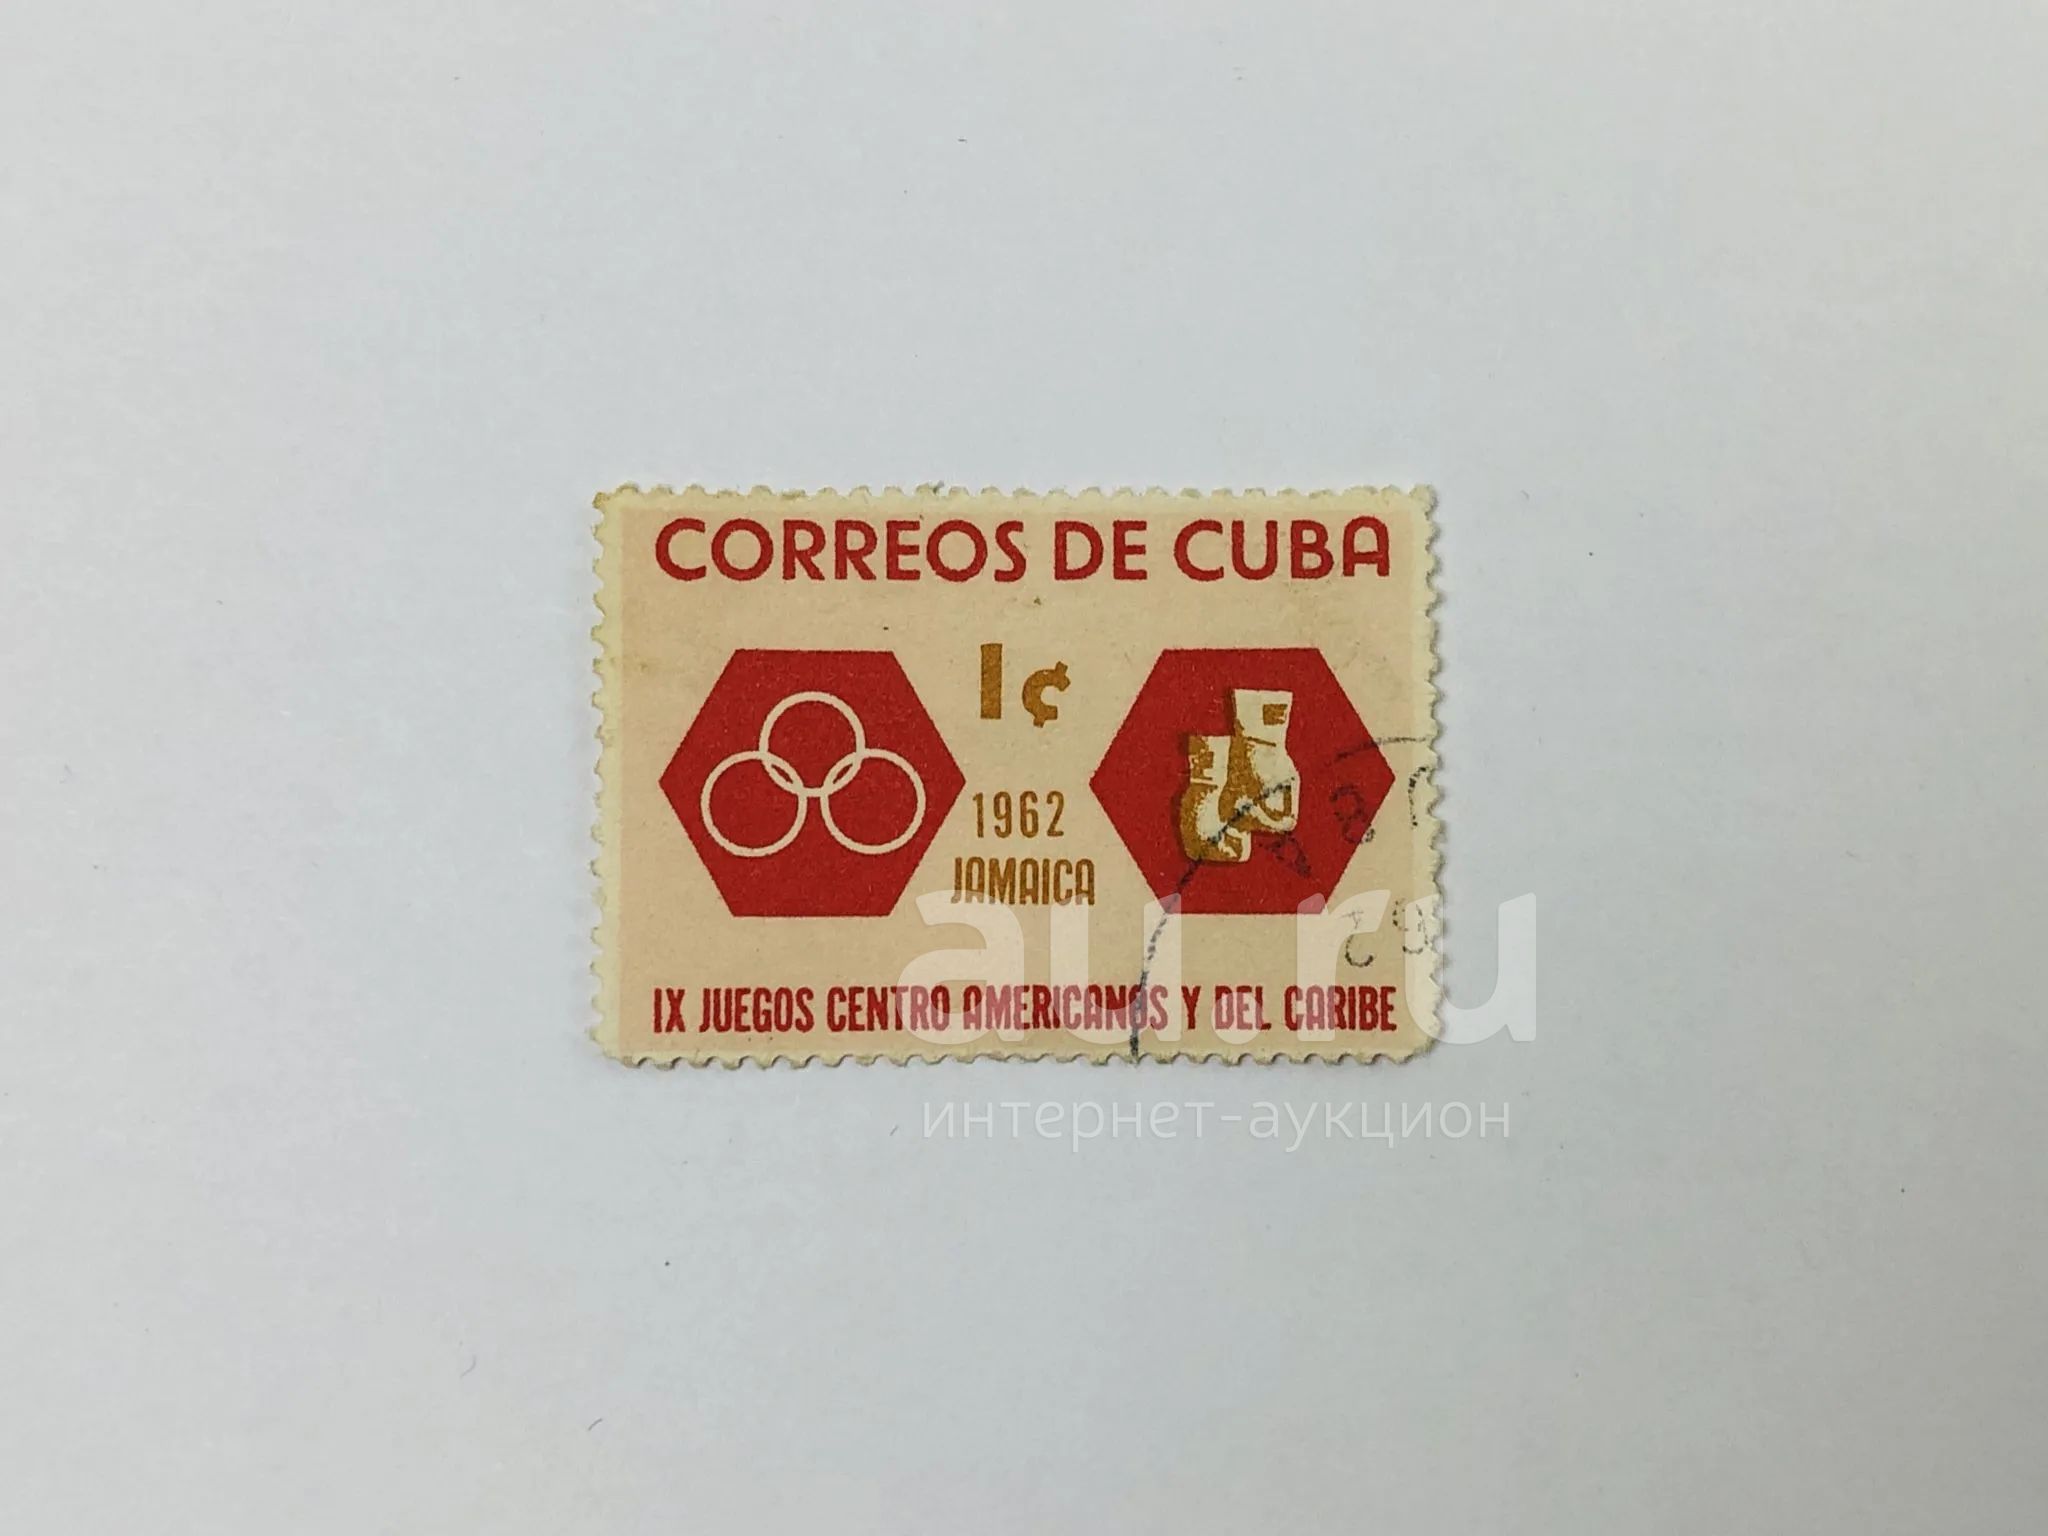 CORREOS DE CUBA
1¢
1962
JAMAICA
IX JUEGOS CENTRO AMERICANOS Y DEL CARIBE
au.ru
интернет-аукцион